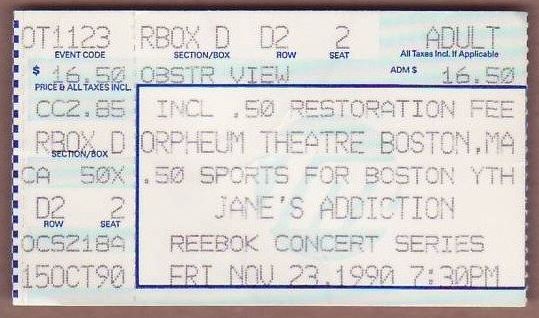 OT1123 RBOX D D2 2 ADULT
EVENT CODE SECTION/BOX ROW SEAT All Taxes Incl. If Applicable
$ 16.50 OBSTR VIEW ADM $ 16.50
PRICE & ALL TAXES INCL.
CC2.85 INCL .50 RESTORATION FEE
RBOX D ORPHEUM THEATRE BOSTON,MA
SECTION/BOX
CA 50X .50 SPORTS FOR BOSTON YTH
D2 2 JANE'S ADDICTION
ROW SEAT
OCS218A REEBOK CONCERT SERIES
15OCT90 FRI NOV 23,1990 7:30PM